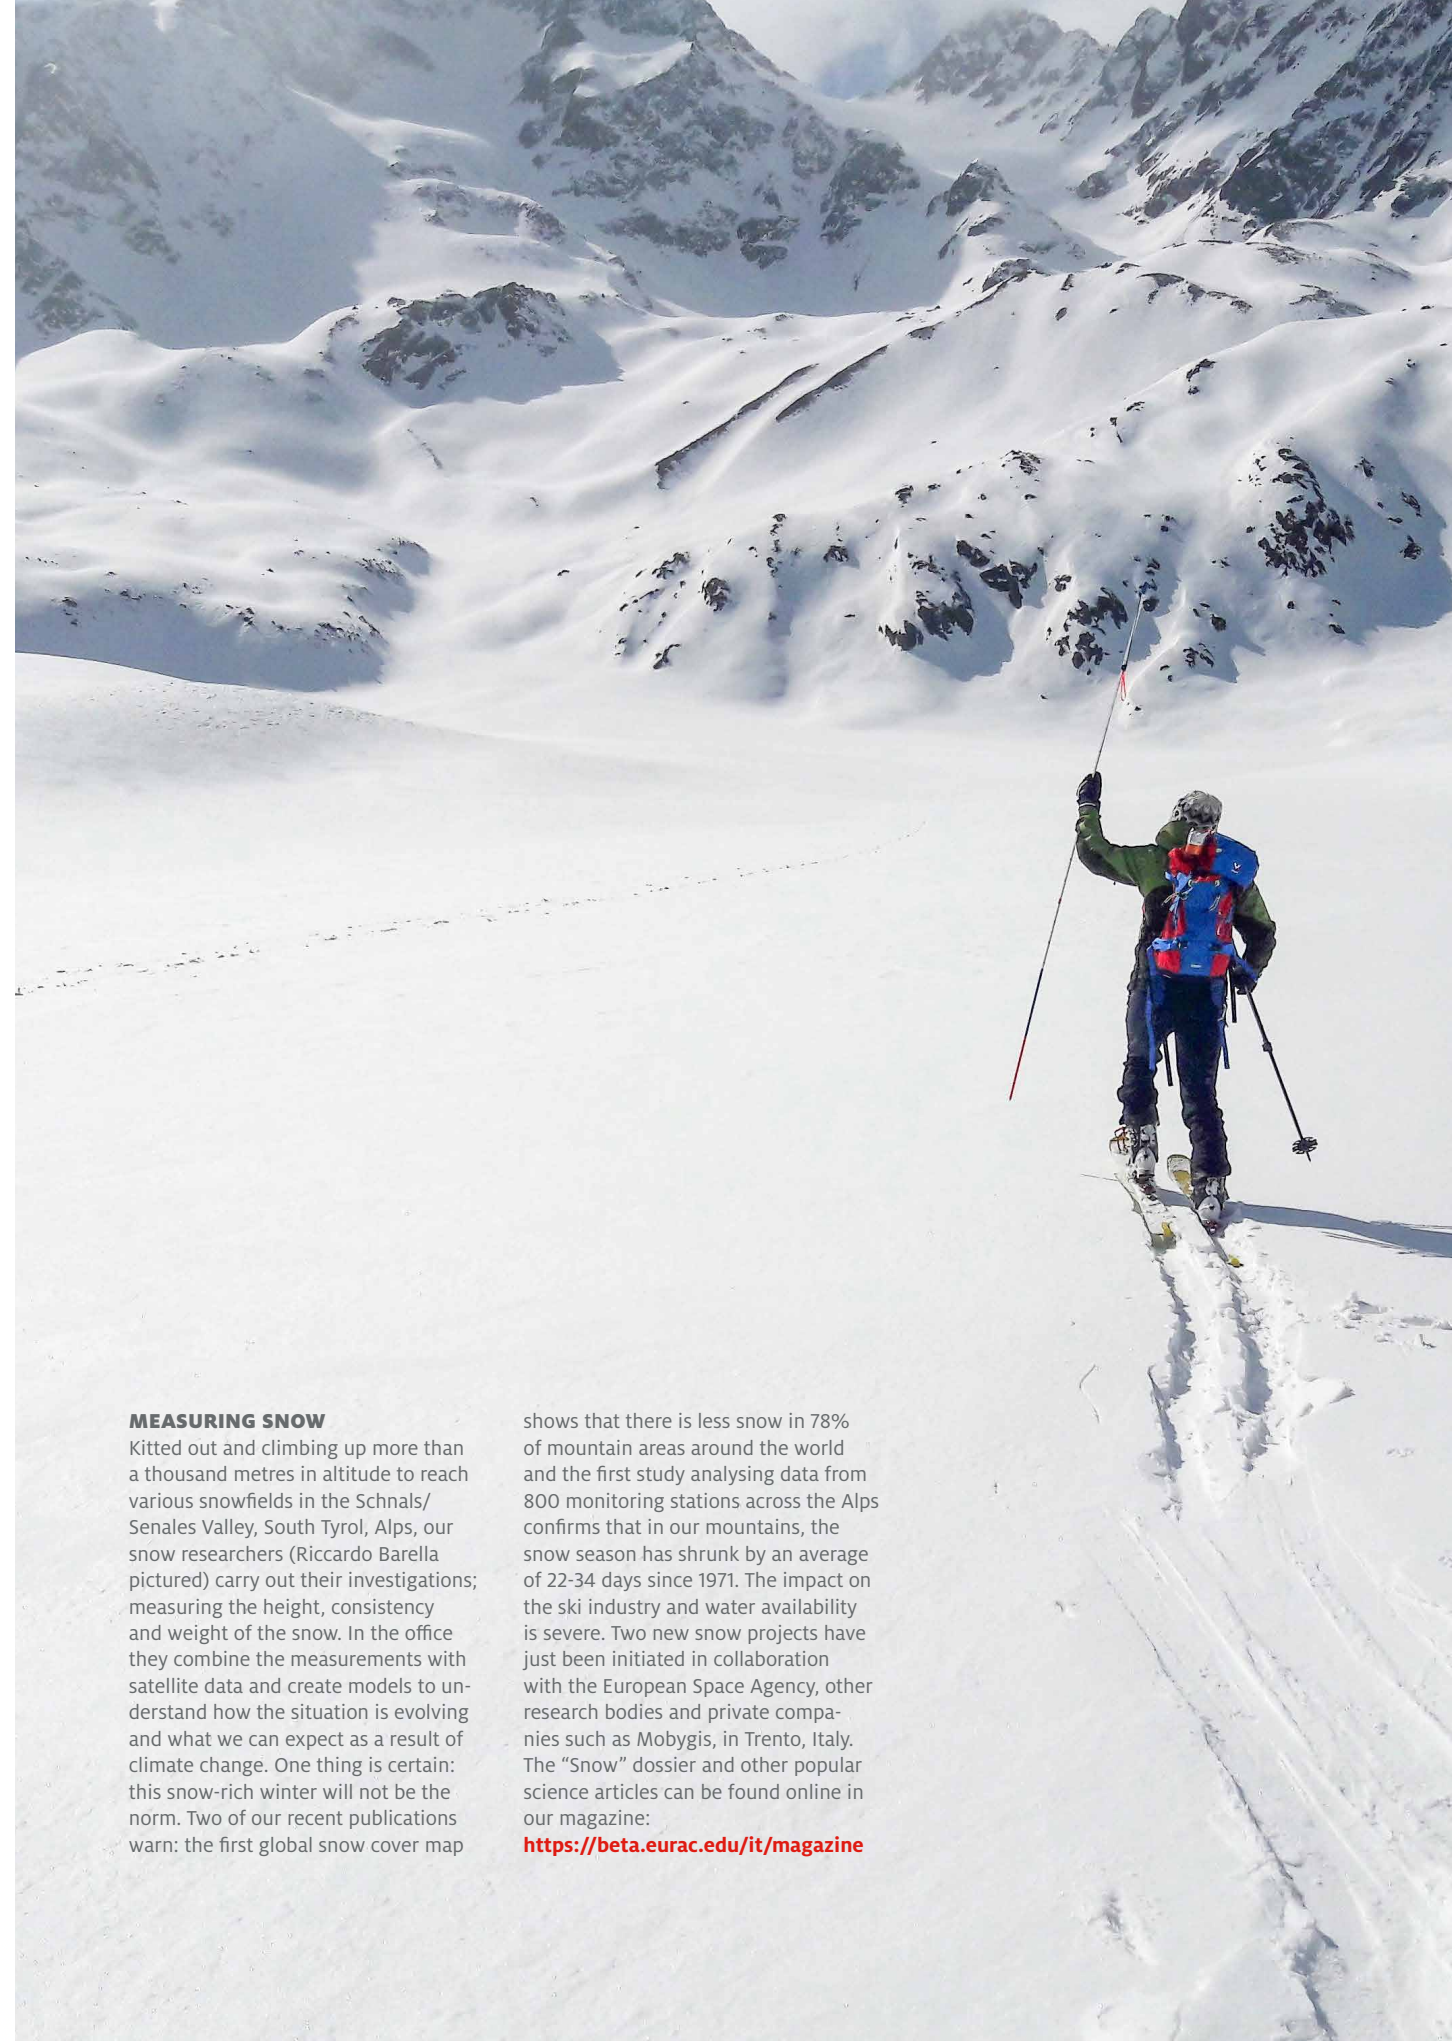 MEASURING SNOW
Kitted out and climbing up more than
a thousand metres in altitude to reach
various snowfields in the Schnals/
Senales Valley, South Tyrol, Alps, our
snow researchers (Riccardo Barella
pictured) carry out their investigations;
measuring the height, consistency
and weight of the snow. In the office
they combine the measurements with
satellite data and create models to un-
derstand how the situation is evolving
and what we can expect as a result of
climate change. One thing is certain:
this snow-rich winter will not be the
norm. Two of our recent publications
warn: the first global snow cover map
shows that there is less snow in 78%
of mountain areas around the world
and the first study analysing data from
800 monitoring stations across the Alps
confirms that in our mountains, the
snow season has shrunk by an average
of 22-34 days since 1971. The impact on
the ski industry and water availability
is severe. Two new snow projects have
just been initiated in collaboration
with the European Space Agency, other
research bodies and private compa-
nies such as Mobygis, in Trento, Italy.
The “Snow” dossier and other popular
science articles can be found online in
our magazine:
https://beta.eurac.edu/it/magazine